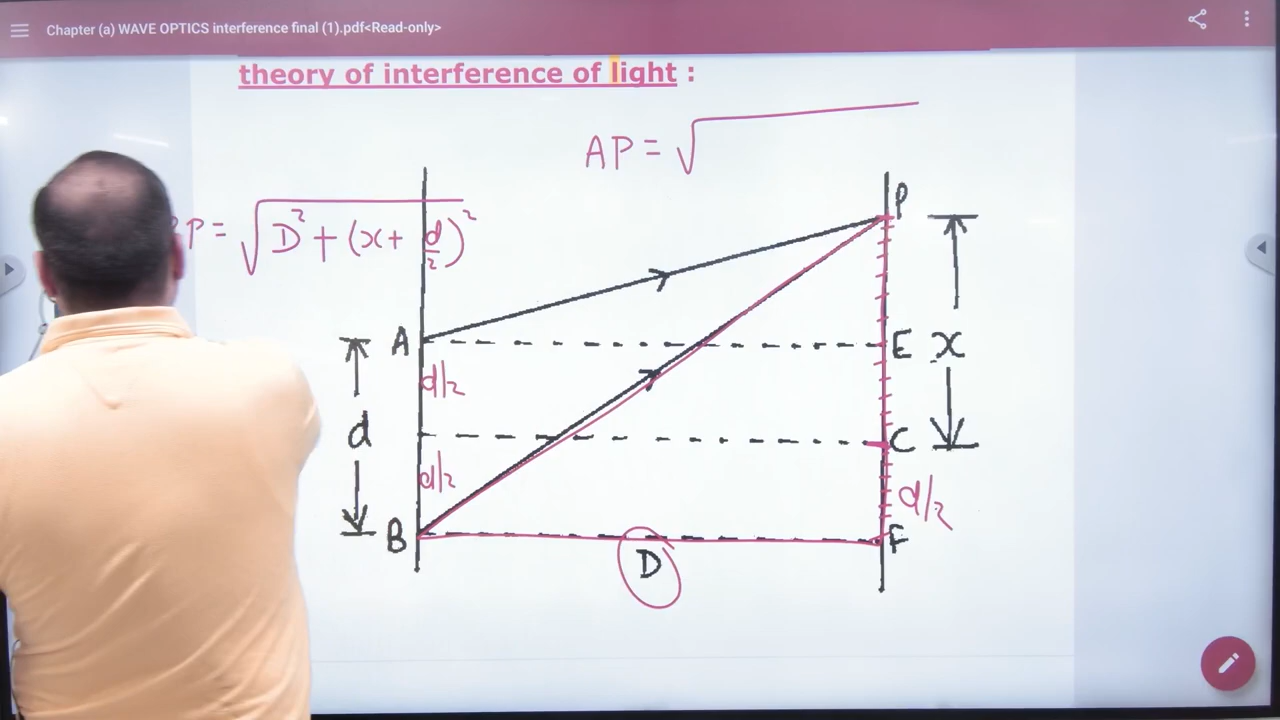 Chapter (a) WAVE OPTICS interference final (1).pdf<Read-only>
theory of interference of light :
AP = √
P = √D² + (x + d/2)²
P
A
E
x
d/2
d
C
d/2
d/2
B
F
D